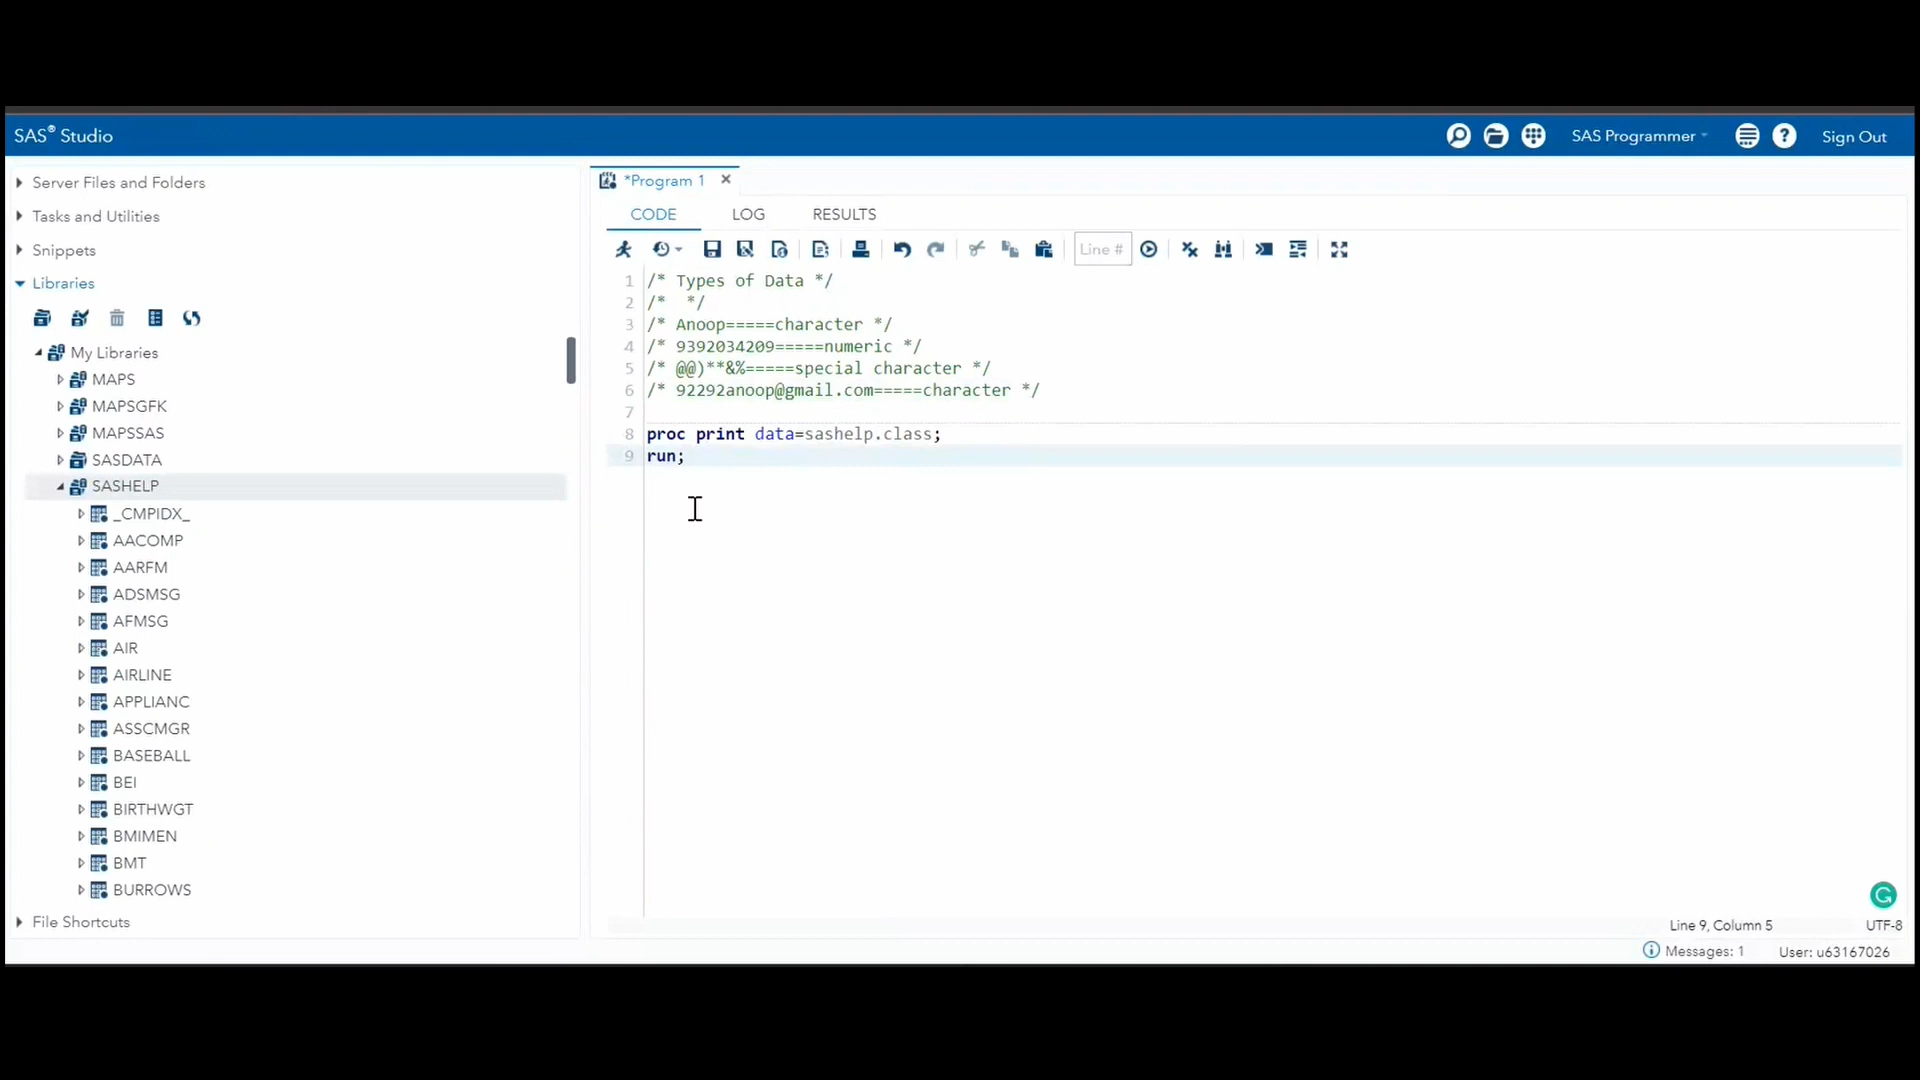 SAS® Studio
SAS Programmer
Sign Out
Server Files and Folders
Tasks and Utilities
Snippets
Libraries
My Libraries
MAPS
MAPSGFK
MAPSSAS
SASDATA
SASHELP
_CMPIDX_
AACOMP
AARFM
ADSMSG
AFMSG
AIR
AIRLINE
APPLIANC
ASSCMGR
BASEBALL
BEI
BIRTHWGT
BMIMEN
BMT
BURROWS
File Shortcuts
*Program 1
CODE LOG RESULTS
Line #
1 /* Types of Data */
2 /*  */
3 /* Anoop=====character */
4 /* 9392034209=====numeric */
5 /* @@)**&%=====special character */
6 /* 92292anoop@gmail.com=====character */
7
8 proc print data=sashelp.class;
9 run;
Line 9, Column 5
UTF-8
Messages: 1
User: u63167026